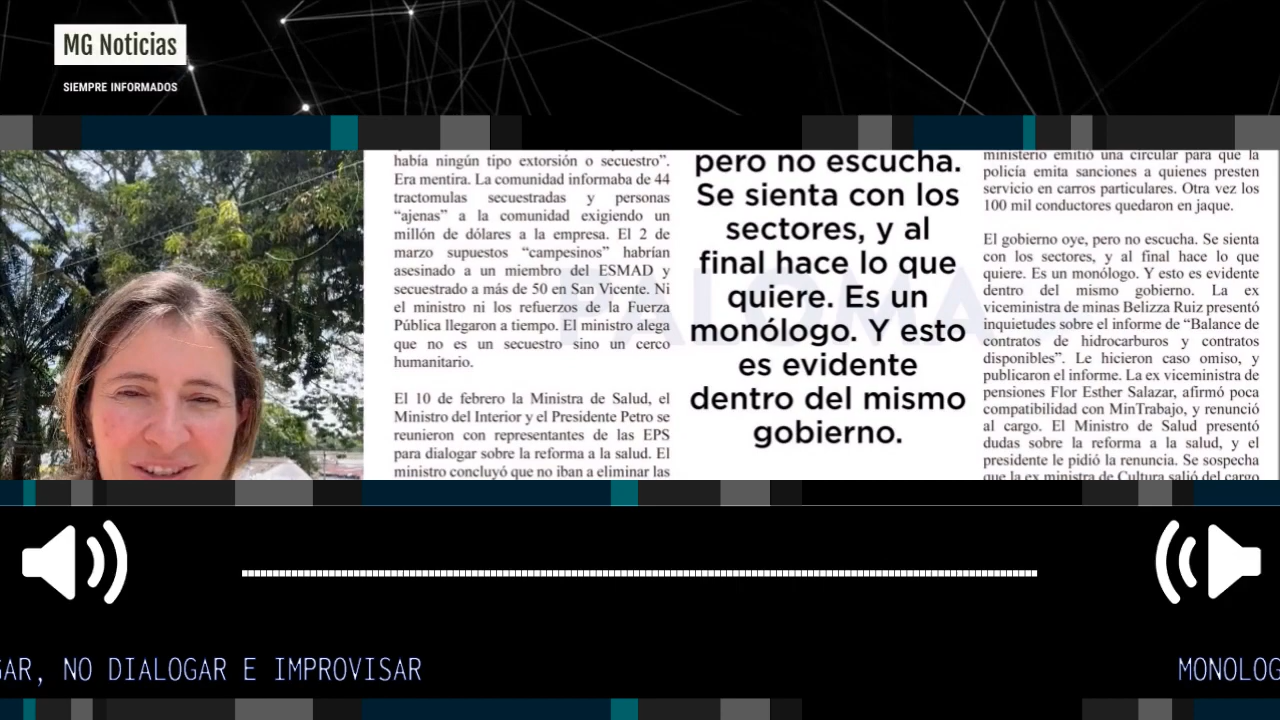 MG Noticias
SIEMPRE INFORMADOS
había ningún tipo extorsión o secuestro”.
Era mentira. La comunidad informaba de 44
tractomulas secuestradas y personas
“ajenas” a la comunidad exigiendo un
millón de dólares a la empresa. El 2 de
marzo supuestos “campesinos” habrían
asesinado a un miembro del ESMAD y
secuestrado a más de 50 en San Vicente. Ni
el ministro ni los refuerzos de la Fuerza
Pública llegaron a tiempo. El ministro alega
que no es un secuestro sino un cerco
humanitario.
El 10 de febrero la Ministra de Salud, el
Ministro del Interior y el Presidente Petro se
reunieron con representantes de las EPS
para dialogar sobre la reforma a la salud. El
ministro concluyó que no iban a eliminar las
pero no escucha.
Se sienta con los
sectores, y al
final hace lo que
quiere. Es un
monólogo. Y esto
es evidente
dentro del mismo
gobierno.
PALOMA
ministerio emitió una circular para que la
policía emita sanciones a quienes presten
servicio en carros particulares. Otra vez los
100 mil conductores quedaron en jaque.
El gobierno oye, pero no escucha. Se sienta
con los sectores, y al final hace lo que
quiere. Es un monólogo. Y esto es evidente
dentro del mismo gobierno. La ex
viceministra de minas Belizza Ruiz presentó
inquietudes sobre el informe de “Balance de
contratos de hidrocarburos y contratos
disponibles”. Le hicieron caso omiso, y
publicaron el informe. La ex viceministra de
pensiones Flor Esther Salazar, afirmó poca
compatibilidad con MinTrabajo, y renunció
al cargo. El Ministro de Salud presentó
dudas sobre la reforma a la salud, y el
presidente le pidió la renuncia. Se sospecha
que la ex ministra de Cultura salió del cargo
GAR, NO DIALOGAR E IMPROVISAR
MONOLOG